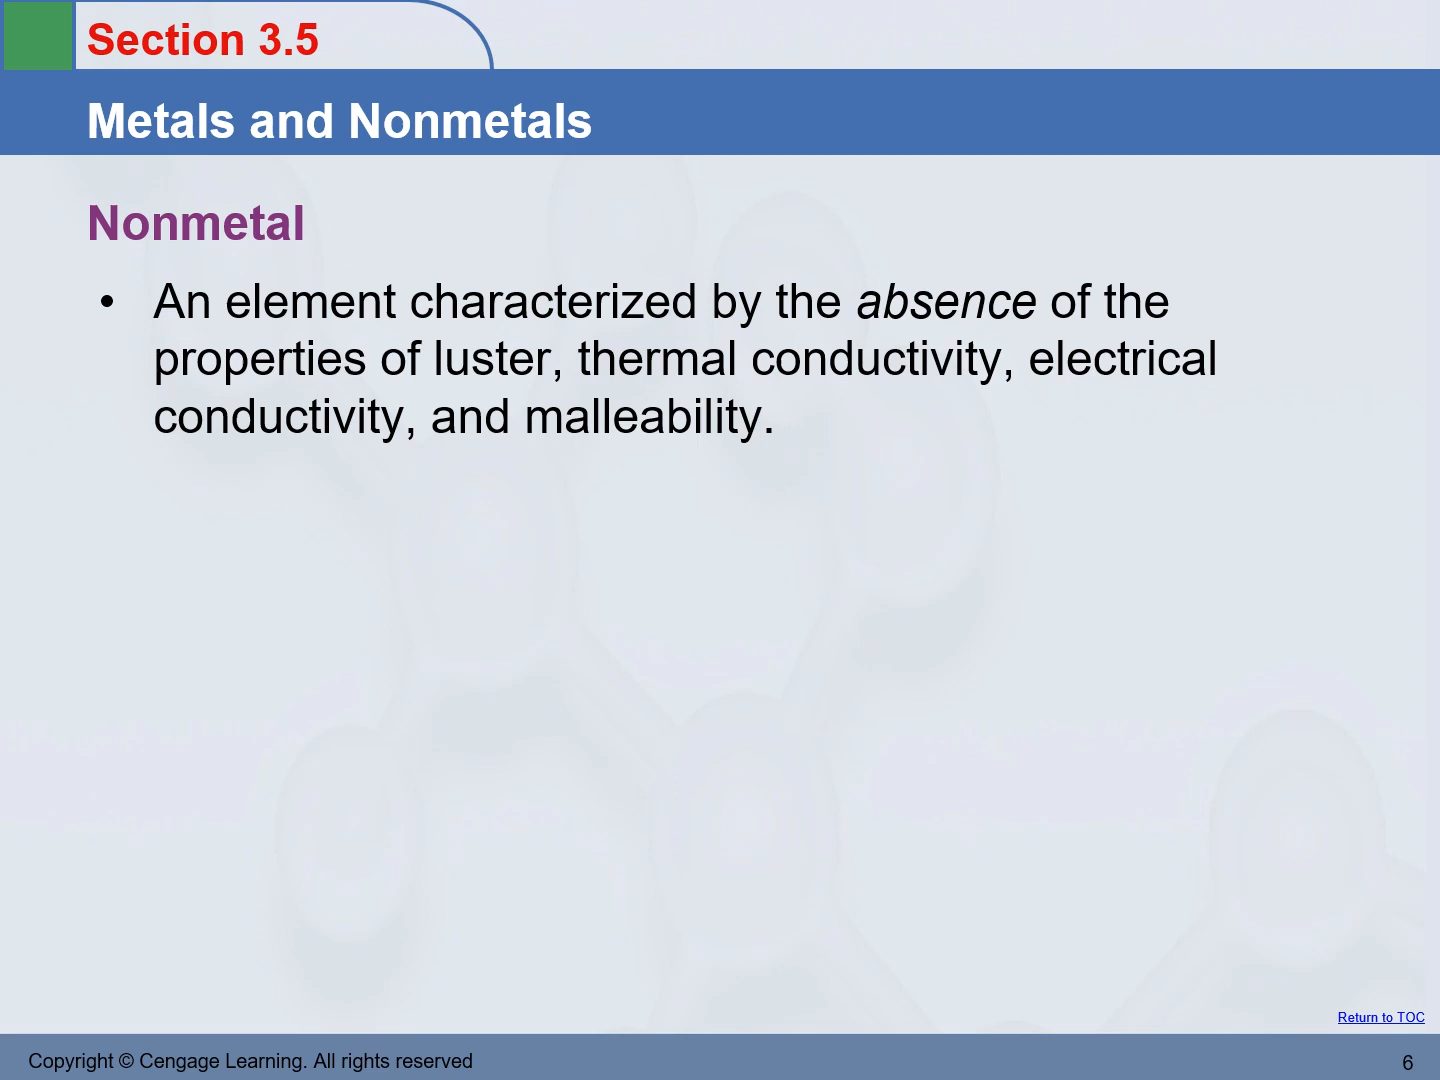 Section 3.5
Metals and Nonmetals
Nonmetal
• An element characterized by the absence of the
properties of luster, thermal conductivity, electrical
conductivity, and malleability.
Return to TOC
Copyright © Cengage Learning. All rights reserved
6